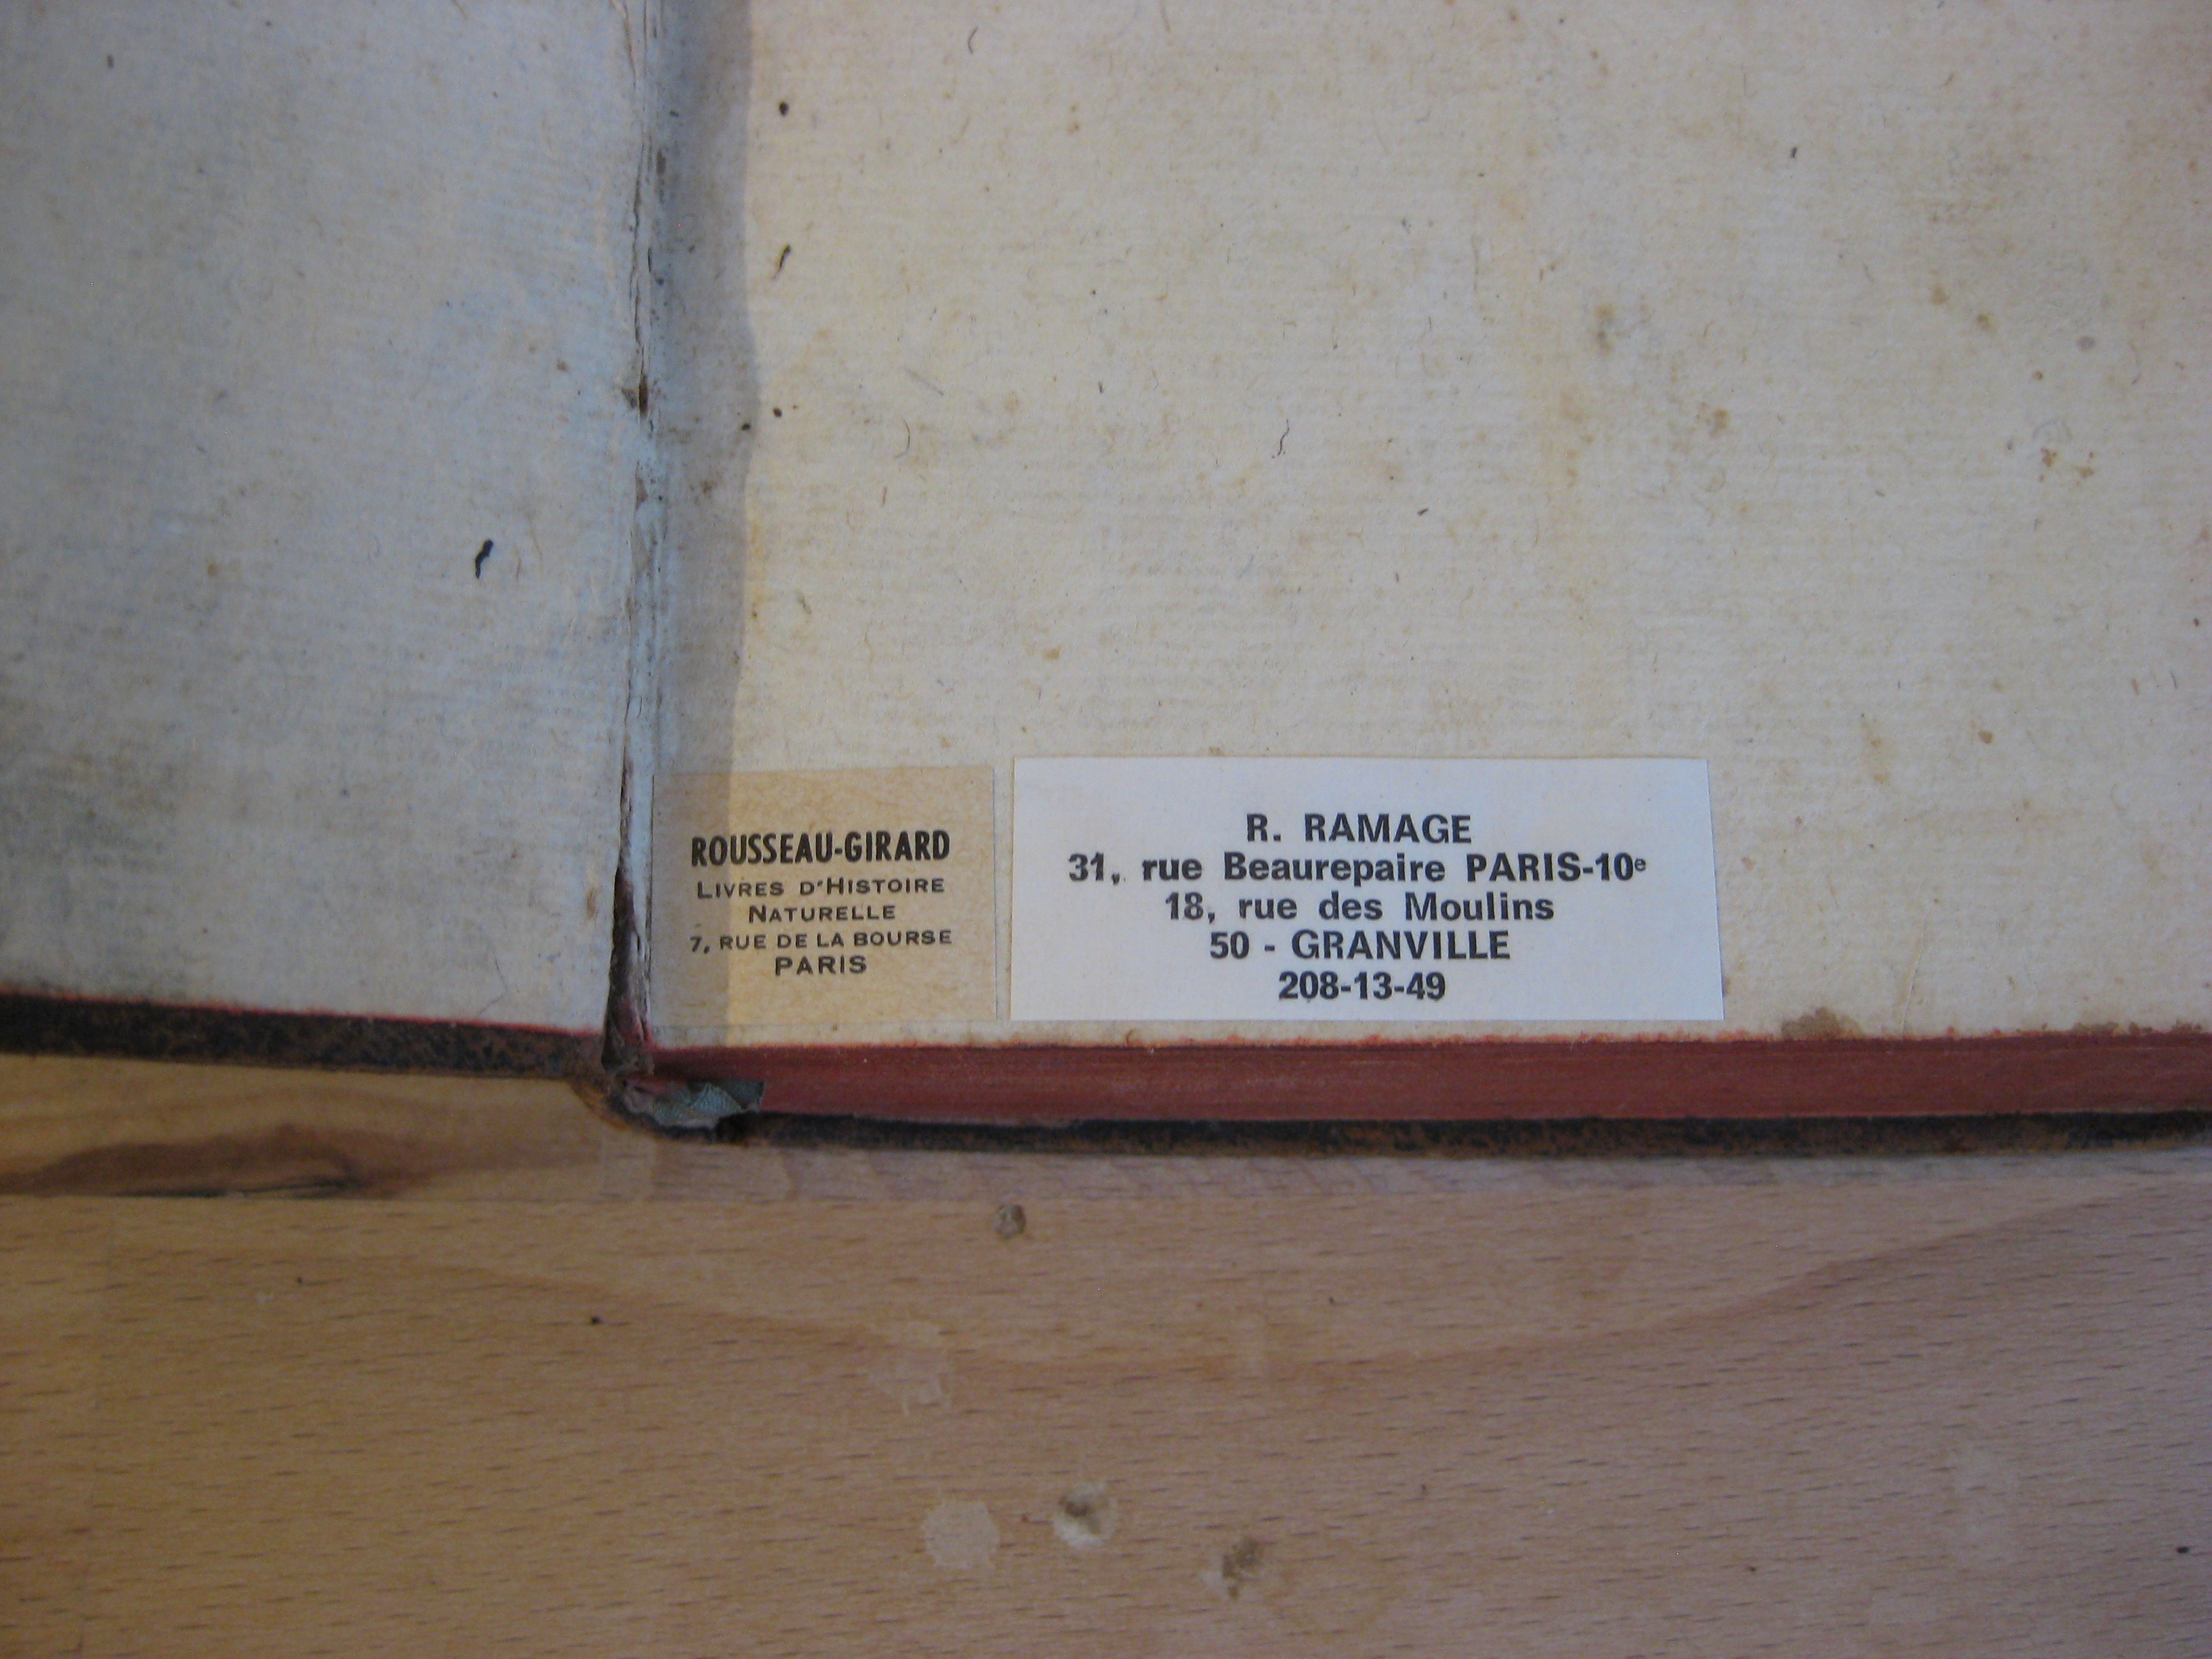 ROUSSEAU-GIRARD
LIVRES D'HISTOIRE
NATURELLE
7, RUE DE LA BOURSE
PARIS
R. RAMAGE
31, rue Beaurepaire PARIS-10e
18, rue des Moulins
50 - GRANVILLE
208-13-49